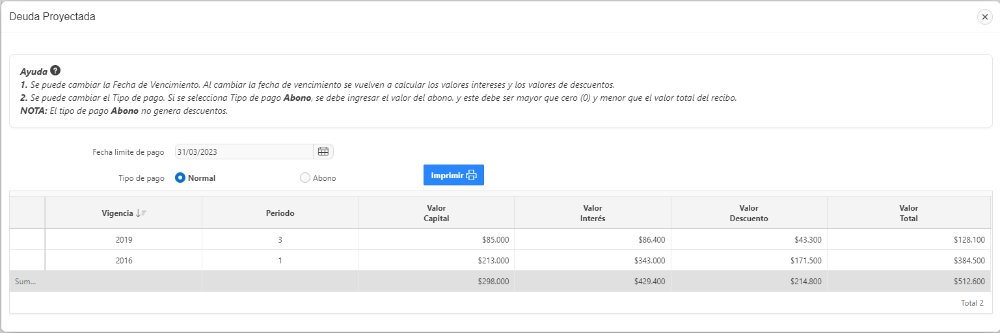 Deuda Proyectada
Ayuda
1. Se puede cambiar la Fecha de Vencimiento. Al cambiar la fecha de vencimiento se vuelven a calcular los valores intereses y los valores de descuentos.
2. Se puede cambiar el Tipo de pago. Si se selecciona Tipo de pago Abono, se debe ingresar el valor del abono. y este debe ser mayor que cero (0) y menor que el valor total del recibo.
NOTA: El tipo de pago Abono no genera descuentos.
Fecha limite de pago 31/03/2023
Tipo de pago Normal Abono Imprimir
Vigencia Periodo Valor Capital Valor Interés Valor Descuento Valor Total
2019 3 $85.000 $86.400 $43.300 $128.100
2016 1 $213.000 $343.000 $171.500 $384.500
Sum... $298.000 $429.400 $214.800 $512.600
Total 2